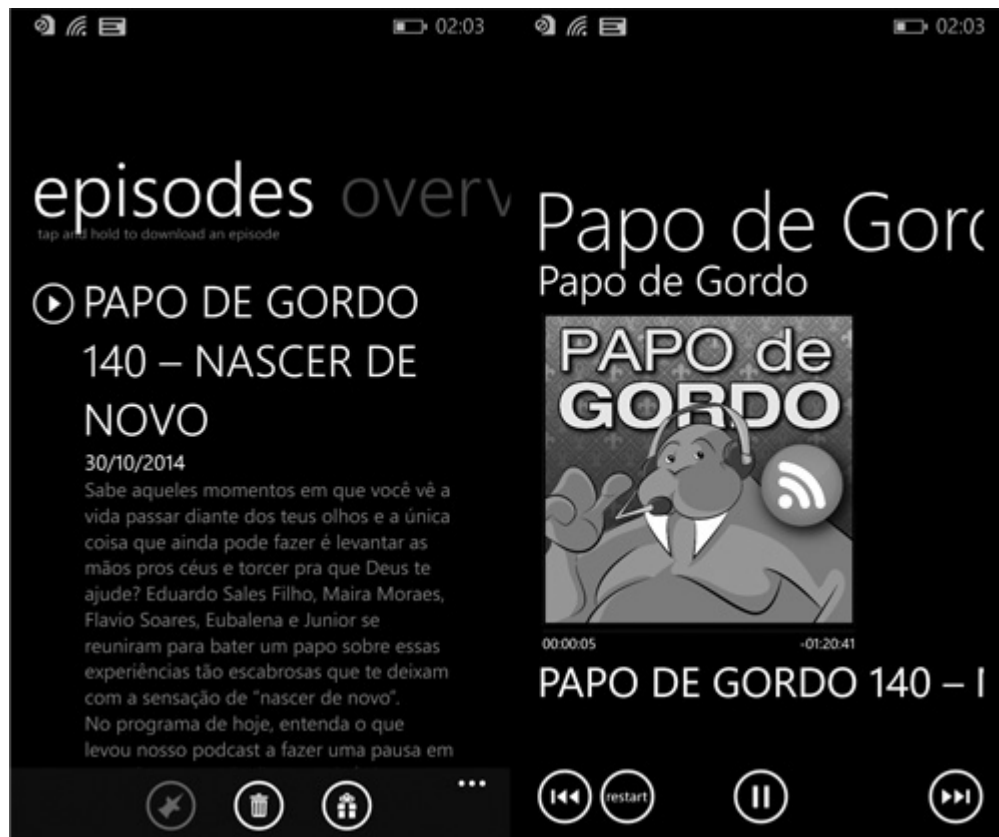 02:03
episodes overv
tap and hold to download an episode
PAPO DE GORDO
140 – NASCER DE
NOVO
30/10/2014
Sabe aqueles momentos em que você vê a
vida passar diante dos teus olhos e a única
coisa que ainda pode fazer é levantar as
mãos pros céus e torcer pra que Deus te
ajude? Eduardo Sales Filho, Maira Moraes,
Flavio Soares, Eubalena e Junior se
reuniram para bater um papo sobre essas
experiências tão escabrosas que te deixam
com a sensação de “nascer de novo”.
No programa de hoje, entenda o que
levou nosso podcast a fazer uma pausa em
02:03
Papo de Gord
Papo de Gordo
PAPO de
GORDO
00:00:05 -01:20:41
PAPO DE GORDO 140 –
restart